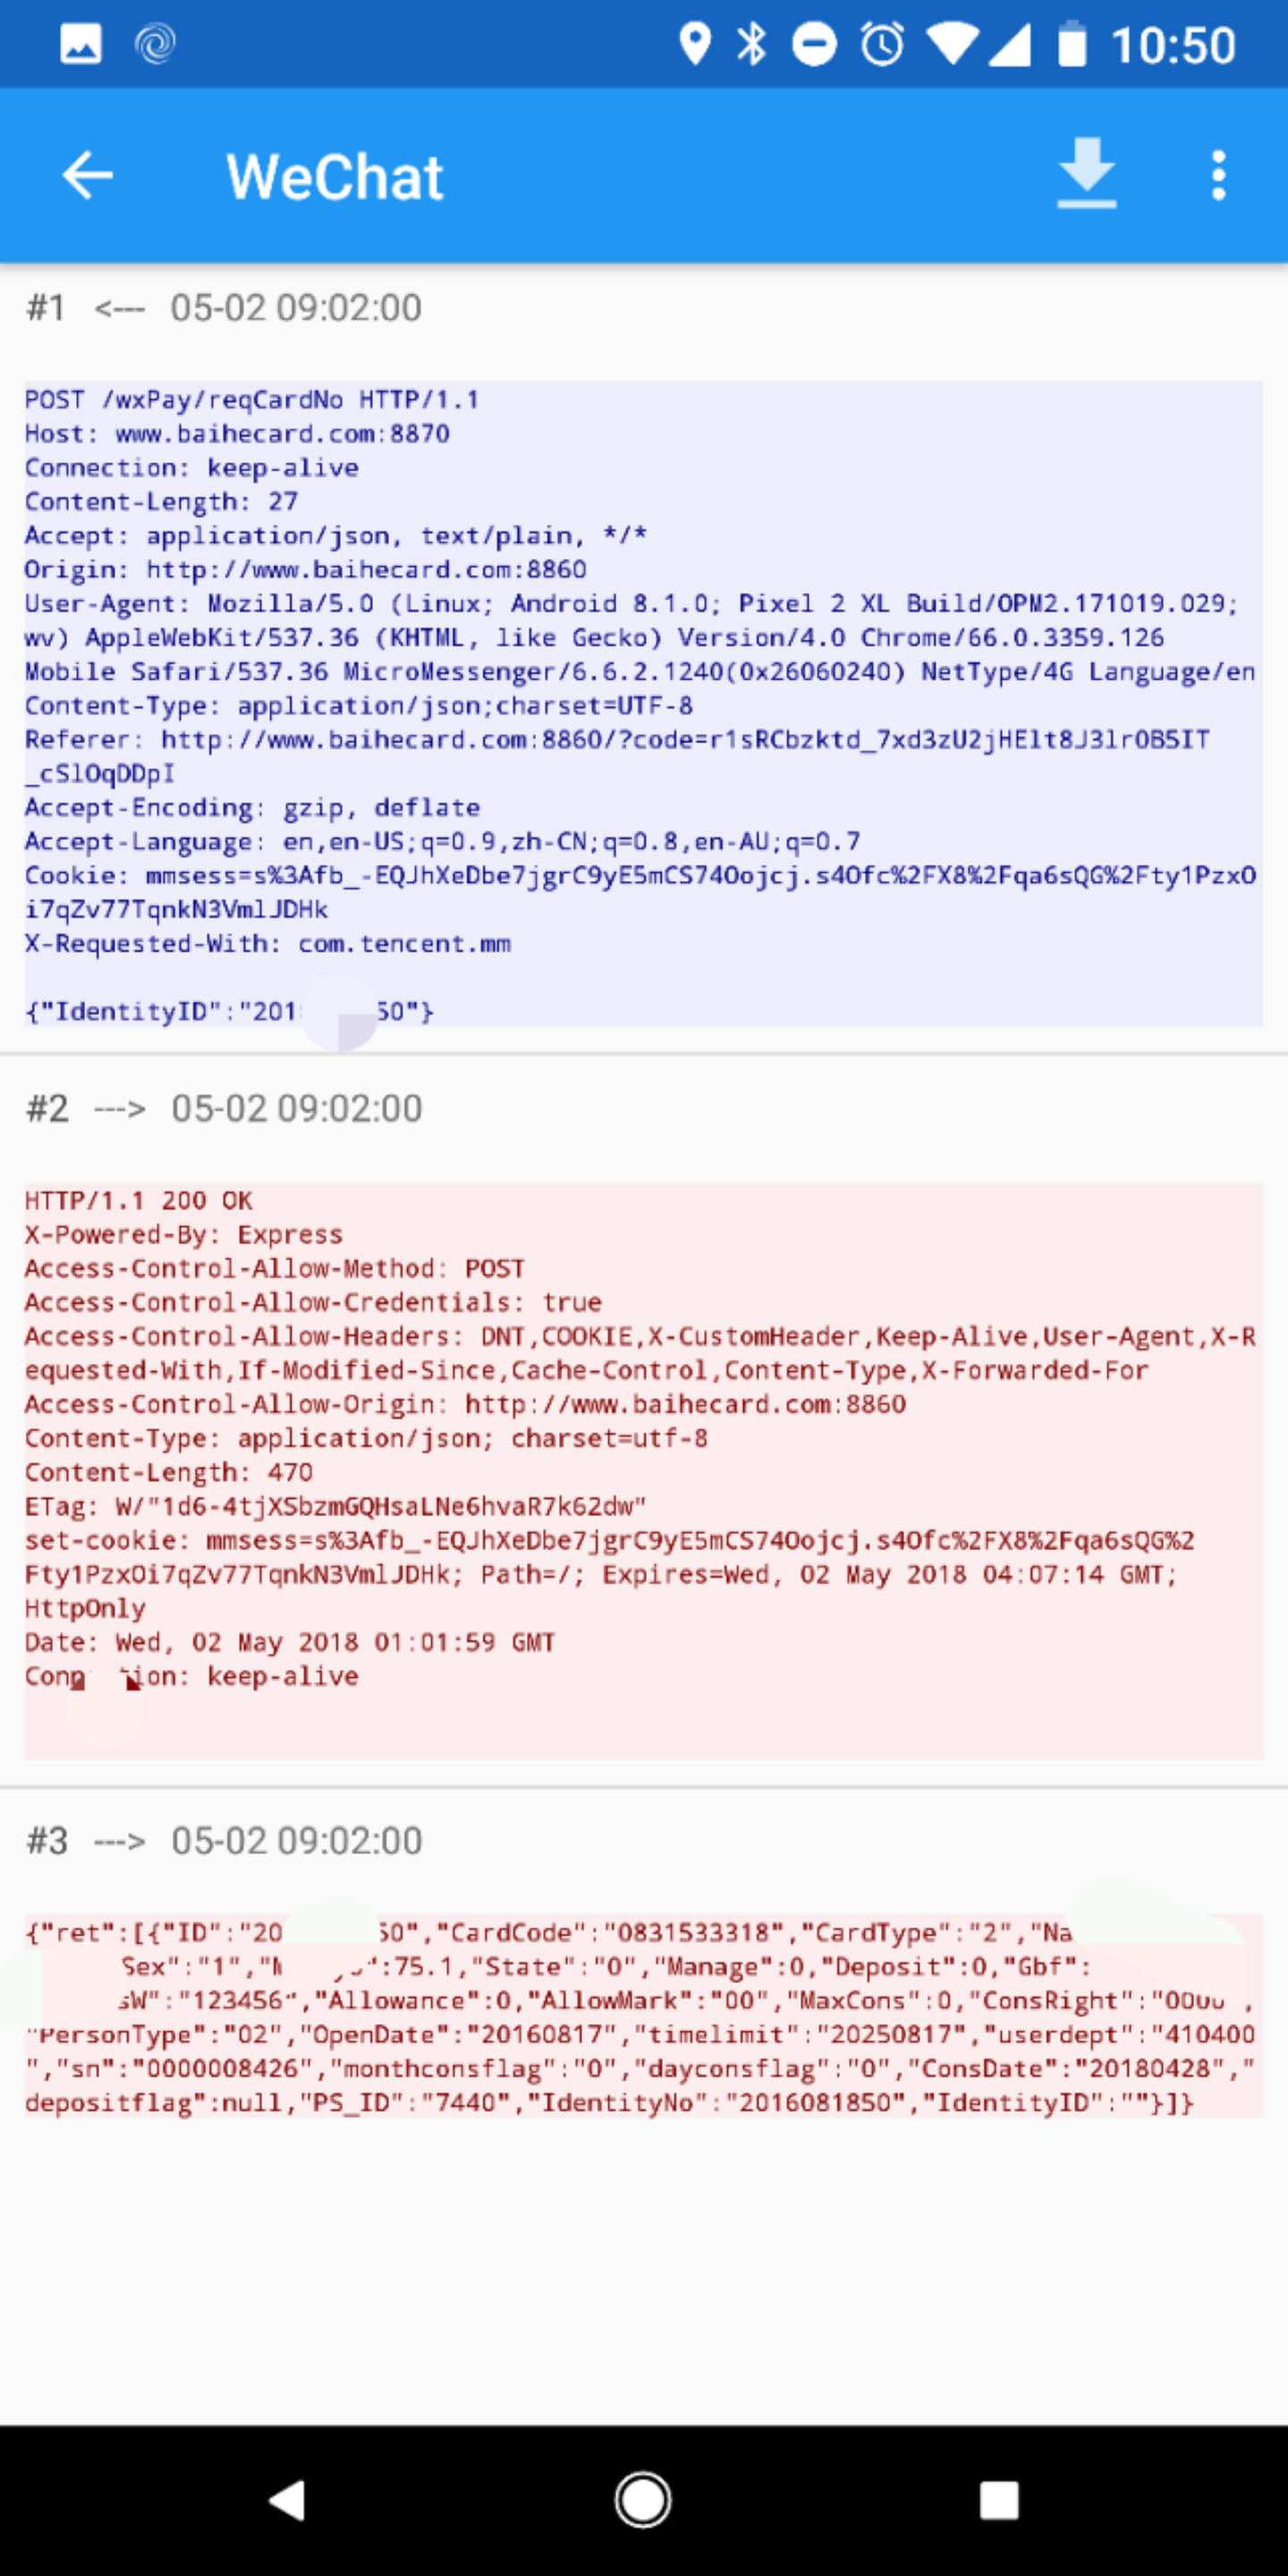 10:50
WeChat
#1 <--- 05-02 09:02:00
POST /wxPay/reqCardNo HTTP/1.1
Host: www.baihecard.com:8870
Connection: keep-alive
Content-Length: 27
Accept: application/json, text/plain, */*
Origin: http://www.baihecard.com:8860
User-Agent: Mozilla/5.0 (Linux; Android 8.1.0; Pixel 2 XL Build/OPM2.171019.029;
wv) AppleWebKit/537.36 (KHTML, like Gecko) Version/4.0 Chrome/66.0.3359.126
Mobile Safari/537.36 MicroMessenger/6.6.2.1240(0x26060240) NetType/4G Language/en
Content-Type: application/json;charset=UTF-8
Referer: http://www.baihecard.com:8860/?code=r1sRCbzktd_7xd3zU2jHElt8J3lr0B5IT
_cSlOqDDpI
Accept-Encoding: gzip, deflate
Accept-Language: en,en-US;q=0.9,zh-CN;q=0.8,en-AU;q=0.7
Cookie: mmsess=s%3Afb_-EQJhXeDbe7jgrC9yE5mCS74Oojcj.s4Ofc%2FX8%2Fqa6sQG%2Fty1PzxO
i7qZv77TqnkN3VmlJDHk
X-Requested-With: com.tencent.mm
{"IdentityID":"201 50"}
#2 ---> 05-02 09:02:00
HTTP/1.1 200 OK
X-Powered-By: Express
Access-Control-Allow-Method: POST
Access-Control-Allow-Credentials: true
Access-Control-Allow-Headers: DNT,COOKIE,X-CustomHeader,Keep-Alive,User-Agent,X-R
equested-With,If-Modified-Since,Cache-Control,Content-Type,X-Forwarded-For
Access-Control-Allow-Origin: http://www.baihecard.com:8860
Content-Type: application/json; charset=utf-8
Content-Length: 470
ETag: W/"1d6-4tjXSbzmGQHsaLNe6hvaR7k62dw"
set-cookie: mmsess=s%3Afb_-EQJhXeDbe7jgrC9yE5mCS74Oojcj.s4Ofc%2FX8%2Fqa6sQG%2
Fty1PzxOi7qZv77TqnkN3VmlJDHk; Path=/; Expires=Wed, 02 May 2018 04:07:14 GMT;
HttpOnly
Date: Wed, 02 May 2018 01:01:59 GMT
Con tion: keep-alive
#3 ---> 05-02 09:02:00
{"ret":[{"ID":"20 50","CardCode":"0831533318","CardType":"2","Na
Sex":"1"," ":75.1,"State":"0","Manage":0,"Deposit":0,"Gbf":
sW":"123456","Allowance":0,"AllowMark":"00","MaxCons":0,"ConsRight":"0000 ,
"PersonType":"02","OpenDate":"20160817","timelimit":"20250817","userdept":"410400
","sn":"0000008426","monthconsflag":"0","dayconsflag":"0","ConsDate":"20180428","
depositflag":null,"PS_ID":"7440","IdentityNo":"2016081850","IdentityID":""}]}